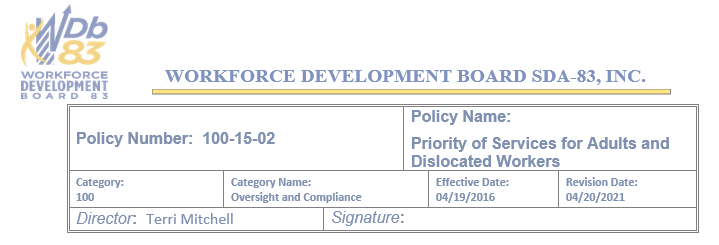 WDb
83
WORKFORCE
DEVELOPMENT
BOARD 83
WORKFORCE DEVELOPMENT BOARD SDA-83, INC.
Policy Number: 100-15-02
Policy Name:
Priority of Services for Adults and
Dislocated Workers
Category:
100
Category Name:
Oversight and Compliance
Effective Date:
04/19/2016
Revision Date:
04/20/2021
Director: Terri Mitchell
Signature: